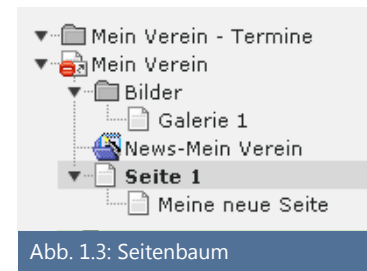 Mein Verein - Termine
Mein Verein
Bilder
Galerie 1
News-Mein Verein
Seite 1
Meine neue Seite
Abb. 1.3: Seitenbaum